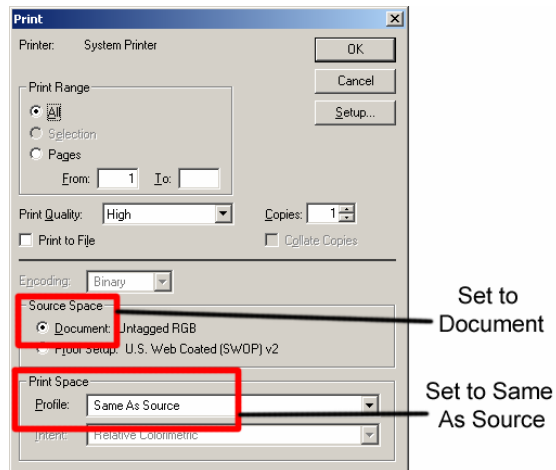 Print
Printer: System Printer
OK
Cancel
Setup...
Print Range
All
Selection
Pages
From: 1 To:
Print Quality: High
Copies: 1
Print to File
Collate Copies
Encoding: Binary
Source Space
Document: Untagged RGB
Proof Setup: U.S. Web Coated (SWOP) v2
Set to
Document
Print Space
Profile: Same As Source
Intent: Relative Colorimetric
Set to Same
As Source